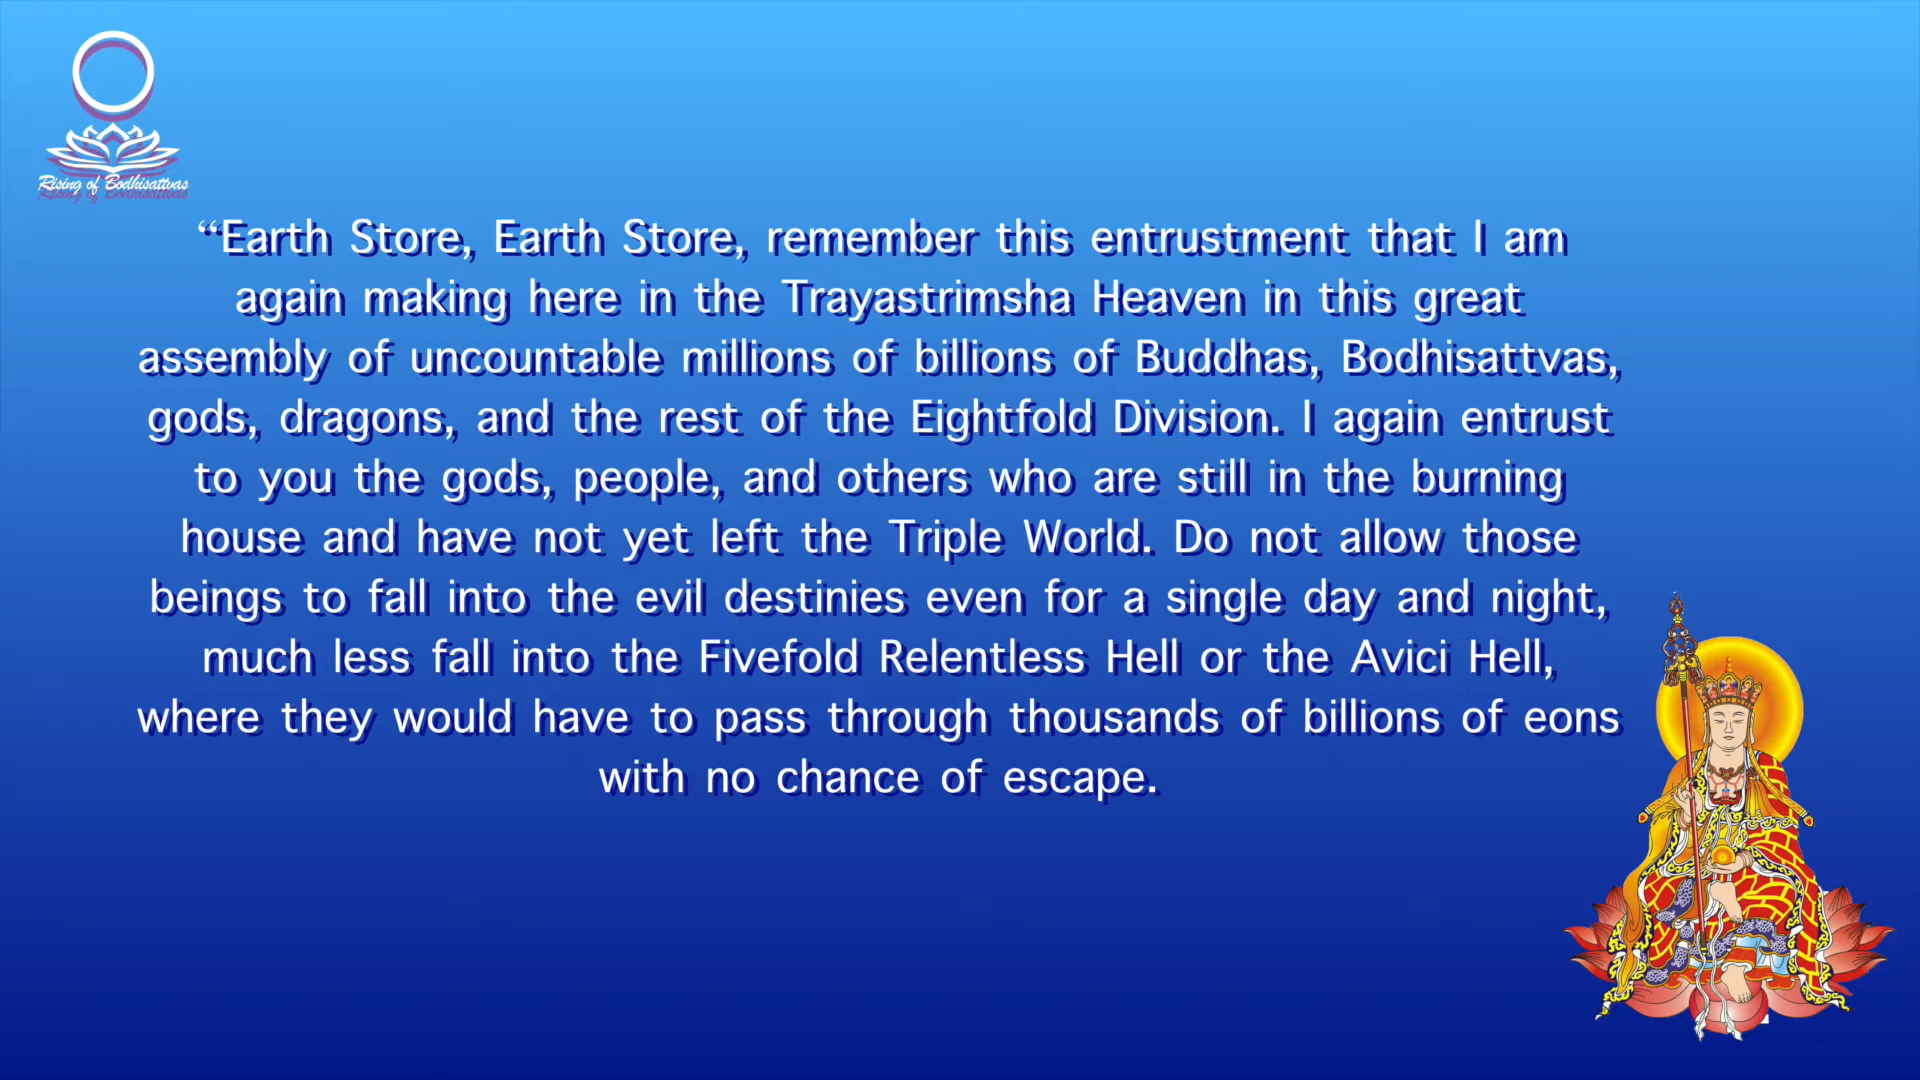 Rising of Bodhisattvas
“Earth Store, Earth Store, remember this entrustment that I am
again making here in the Trayastrimsha Heaven in this great
assembly of uncountable millions of billions of Buddhas, Bodhisattvas,
gods, dragons, and the rest of the Eightfold Division. I again entrust
to you the gods, people, and others who are still in the burning
house and have not yet left the Triple World. Do not allow those
beings to fall into the evil destinies even for a single day and night,
much less fall into the Fivefold Relentless Hell or the Avici Hell,
where they would have to pass through thousands of billions of eons
with no chance of escape.